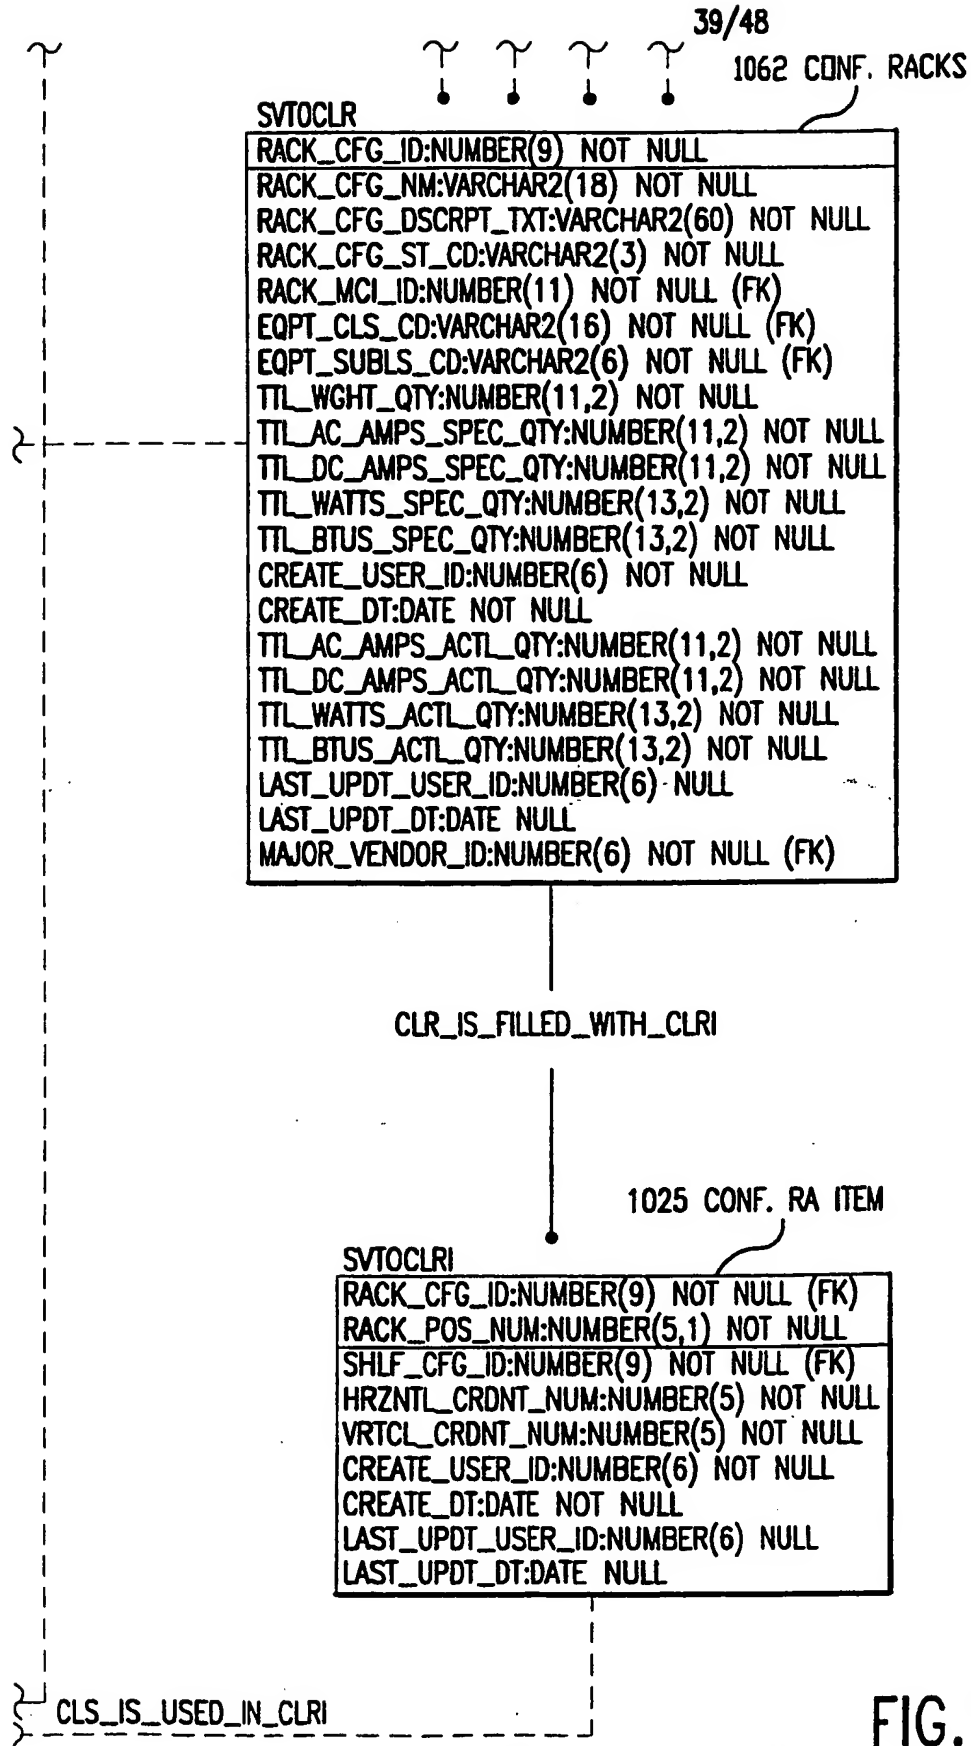 39/48
1062 CONF. RACKS
SVTOCLR
RACK_CFG_ID:NUMBER(9) NOT NULL
RACK_CFG_NM:VARCHAR2(18) NOT NULL
RACK_CFG_DSCRPT_TXT:VARCHAR2(60) NOT NULL
RACK_CFG_ST_CD:VARCHAR2(3) NOT NULL
RACK_MCI_ID:NUMBER(11) NOT NULL (FK)
EQPT_CLS_CD:VARCHAR2(16) NOT NULL (FK)
EQPT_SUBLS_CD:VARCHAR2(6) NOT NULL (FK)
TTL_WGHT_QTY:NUMBER(11,2) NOT NULL
TTL_AC_AMPS_SPEC_QTY:NUMBER(11,2) NOT NULL
TTL_DC_AMPS_SPEC_QTY:NUMBER(11,2) NOT NULL
TTL_WATTS_SPEC_QTY:NUMBER(13,2) NOT NULL
TTL_BTUS_SPEC_QTY:NUMBER(13,2) NOT NULL
CREATE_USER_ID:NUMBER(6) NOT NULL
CREATE_DT:DATE NOT NULL
TTL_AC_AMPS_ACTL_QTY:NUMBER(11,2) NOT NULL
TTL_DC_AMPS_ACTL_QTY:NUMBER(11,2) NOT NULL
TTL_WATTS_ACTL_QTY:NUMBER(13,2) NOT NULL
TTL_BTUS_ACTL_QTY:NUMBER(13,2) NOT NULL
LAST_UPDT_USER_ID:NUMBER(6) NULL
LAST_UPDT_DT:DATE NULL
MAJOR_VENDOR_ID:NUMBER(6) NOT NULL (FK)
CLR_IS_FILLED_WITH_CLRI
1025 CONF. RA ITEM
SVTOCLRI
RACK_CFG_ID:NUMBER(9) NOT NULL (FK)
RACK_POS_NUM:NUMBER(5,1) NOT NULL
SHLF_CFG_ID:NUMBER(9) NOT NULL (FK)
HRZNTL_CRDNT_NUM:NUMBER(5) NOT NULL
VRTCL_CRDNT_NUM:NUMBER(5) NOT NULL
CREATE_USER_ID:NUMBER(6) NOT NULL
CREATE_DT:DATE NOT NULL
LAST_UPDT_USER_ID:NUMBER(6) NULL
LAST_UPDT_DT:DATE NULL
CLS_IS_USED_IN_CLRI
FIG.